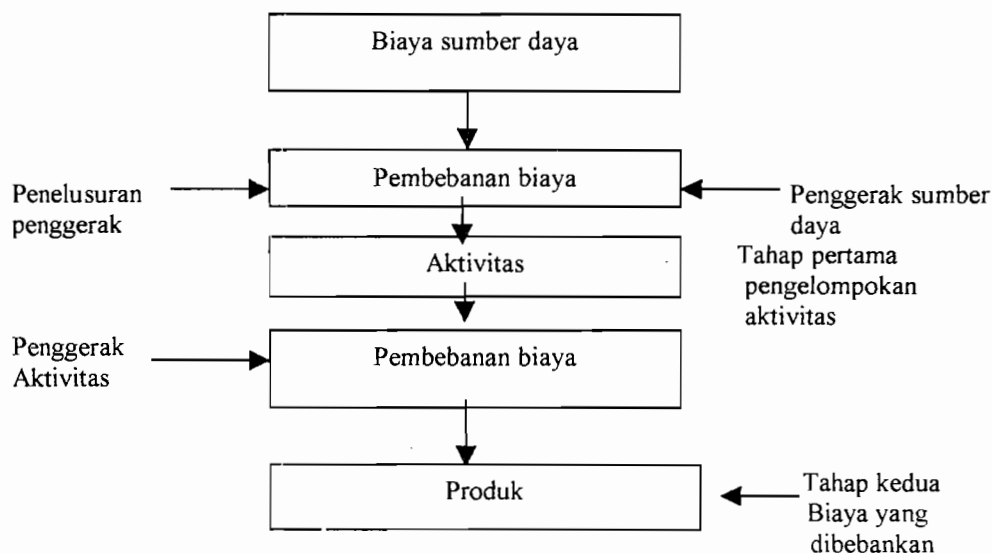 Biaya sumber daya
Pembebanan biaya
Penelusuran
penggerak
Penggerak sumber
daya
Tahap pertama
pengelompokan
aktivitas
Aktivitas
Penggerak
Aktivitas
Pembebanan biaya
Produk
Tahap kedua
Biaya yang
dibebankan